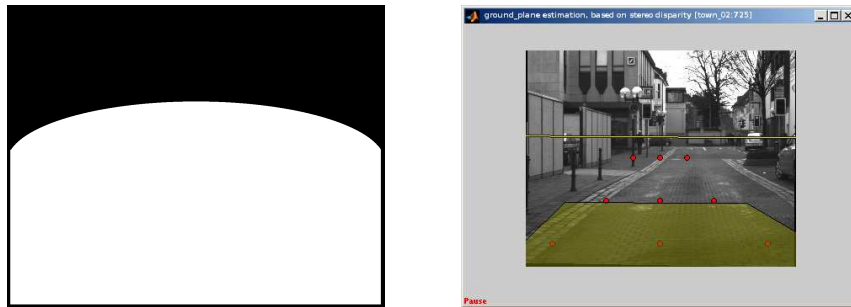 ground_plane estimation, based on stereo disparity [town_02:725]
Pause